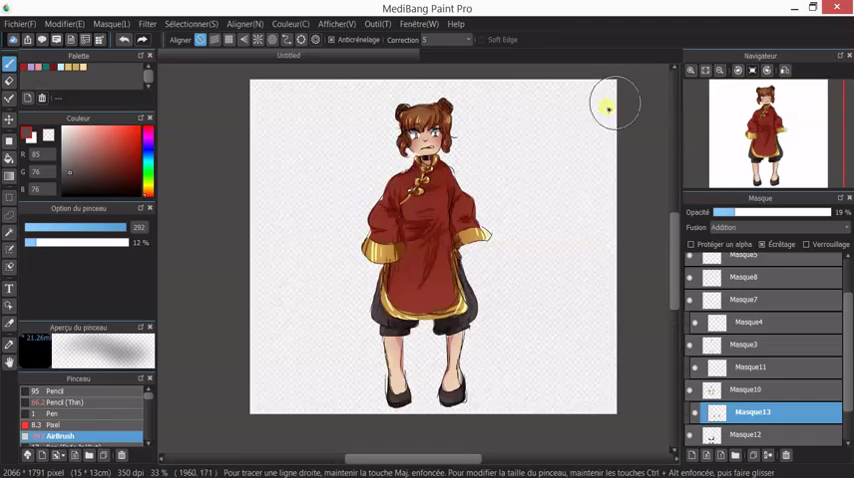 MediBang Paint Pro
Fichier(F) Modifier(E) Masque(L) Filter Sélectionner(S) Aligner(N) Couleur(C) Afficher(V) Outil(T) Fenêtre(W) Help
Aligner Anticrénelage Correction 5 Soft Edge
Palette
Untitled
Navigateur
---
Couleur
R 85
G 76
B 76
Option du pinceau
292
12 %
Aperçu du pinceau
* 21.26mi
Pinceau
95 Pencil
Pencil (Thin)
1 Pen
8.3 Pixel
AirBrush
Masque
Opacité 19 %
Fusion Addition
Protéger un alpha Écrêtage Verrouillage
Masque5
Masque8
Masque7
Masque4
Masque3
Masque11
Masque10
Masque13
Masque12
2066 * 1791 pixel (15 * 13cm) 350 dpi 33 % ( 1960, 171 ) Pour tracer une ligne droite, maintenir la touche Maj. enfoncée. Pour modifier la taille du pinceau, maintenir les touches Ctrl + Alt enfoncée, puis faire glisser